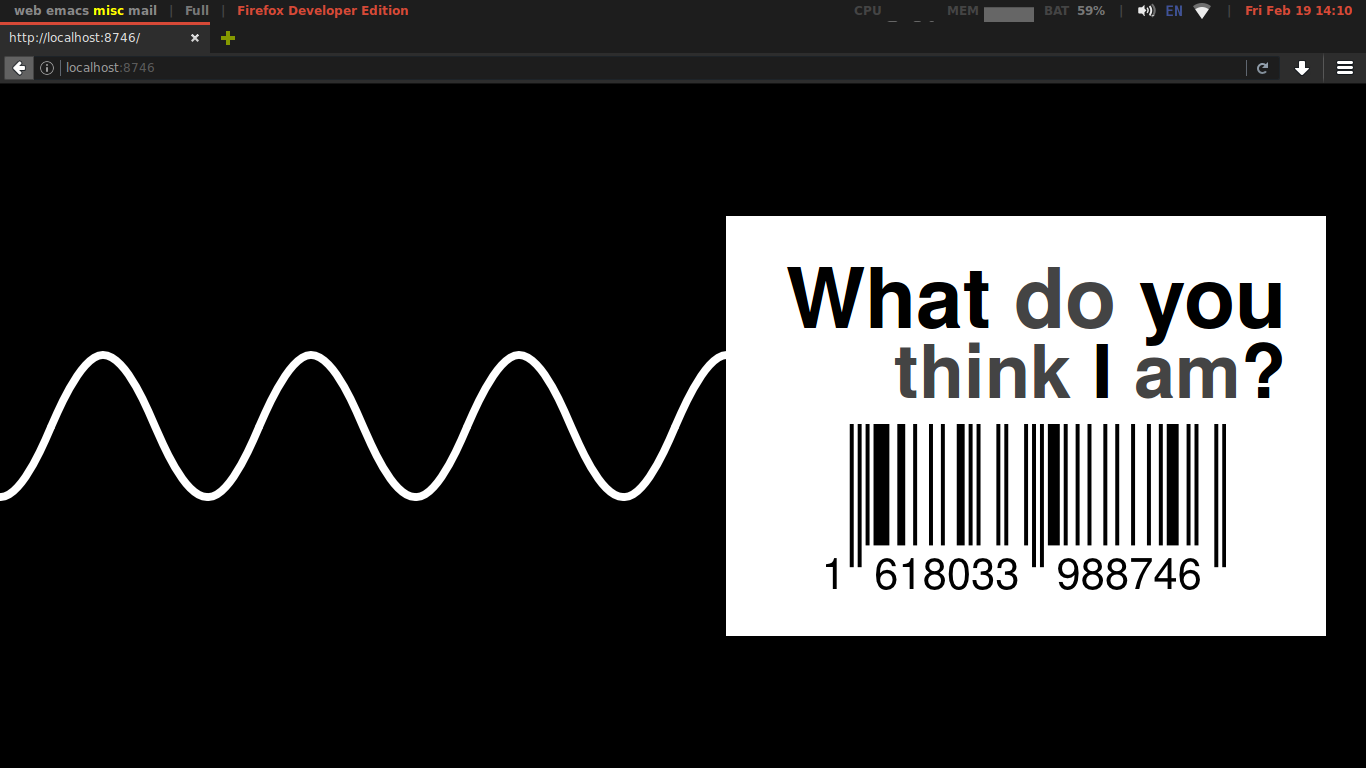 web emacs misc mail | Full | Firefox Developer Edition CPU MEM BAT 59% | EN | Fri Feb 19 14:10
http://localhost:8746/
localhost:8746
What do you
think I am?
1 618033 988746